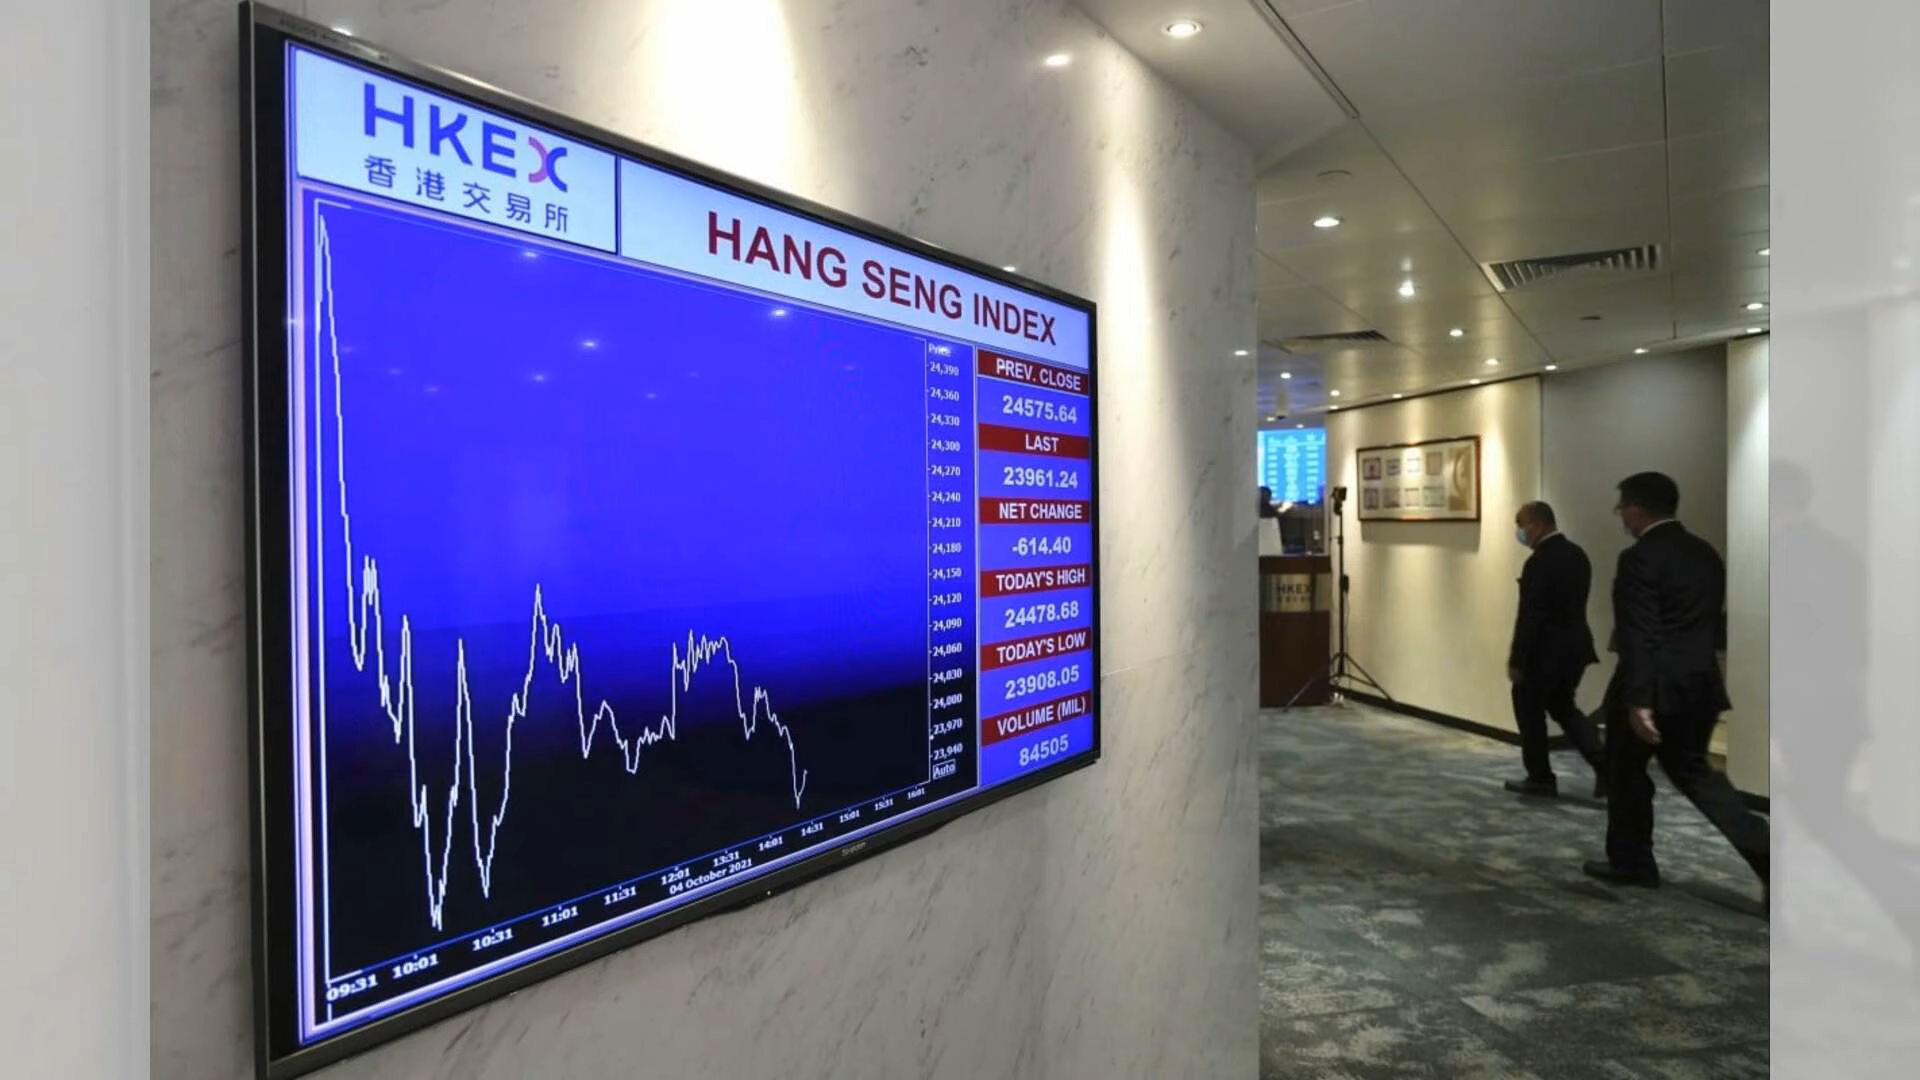 HKEX
香港交易所
HANG SENG INDEX
Price
24,390
24,360
24,330
24,300
24,270
24,240
24,210
24,180
24,150
24,120
24,090
24,060
24,030
24,000
23,970
23,940
Auto
PREV. CLOSE
24575.64
LAST
23961.24
NET CHANGE
-614.40
TODAY'S HIGH
24478.68
TODAY'S LOW
23908.05
VOLUME (MIL)
84505
09:31 10:01 10:31 11:01 11:31 12:01 13:31 14:01 14:31 15:01 15:31 16:01
04 October 2021
HKEX